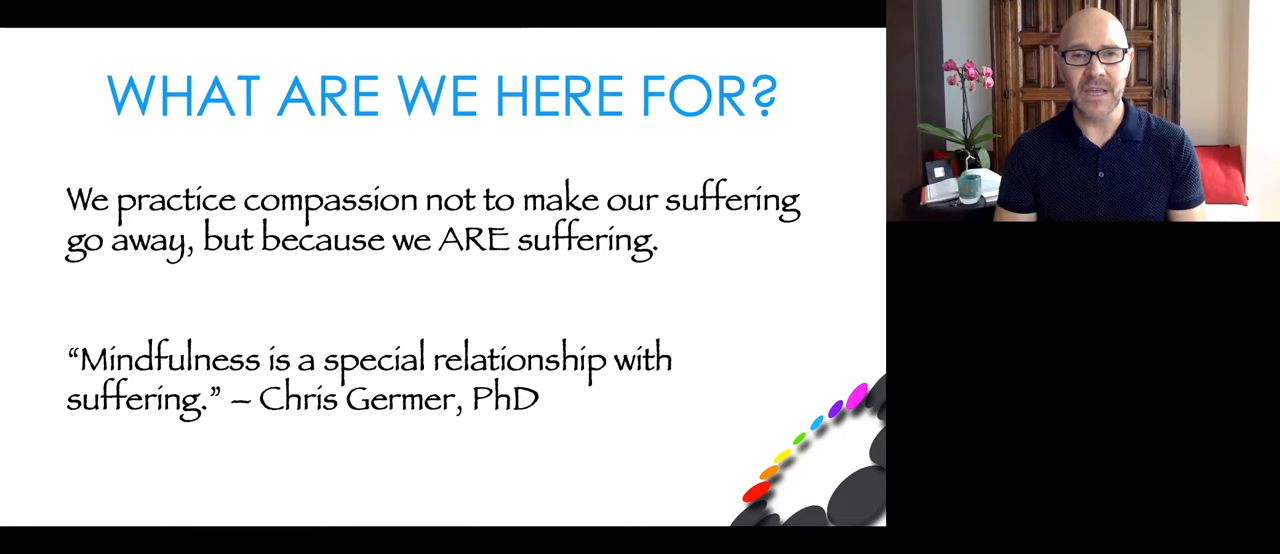 WHAT ARE WE HERE FOR?
We practice compassion not to make our suffering
go away, but because we ARE suffering.
“Mindfulness is a special relationship with
suffering.” – Chris Germer, PhD